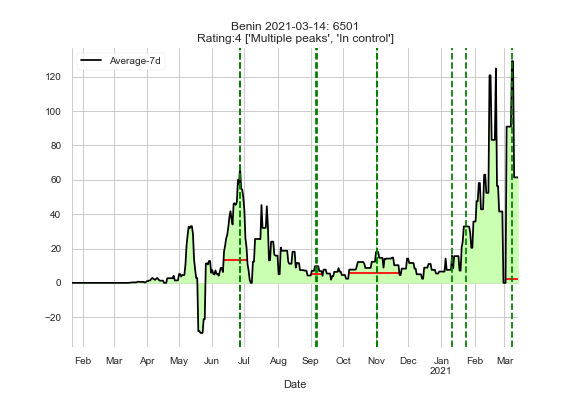 Benin 2021-03-14: 6501
Rating:4 ['Multiple peaks', 'In control']
Average-7d
120
100
80
60
40
20
0
−20
Feb Mar Apr May Jun Jul Aug Sep Oct Nov Dec Jan Feb Mar
2021
Date